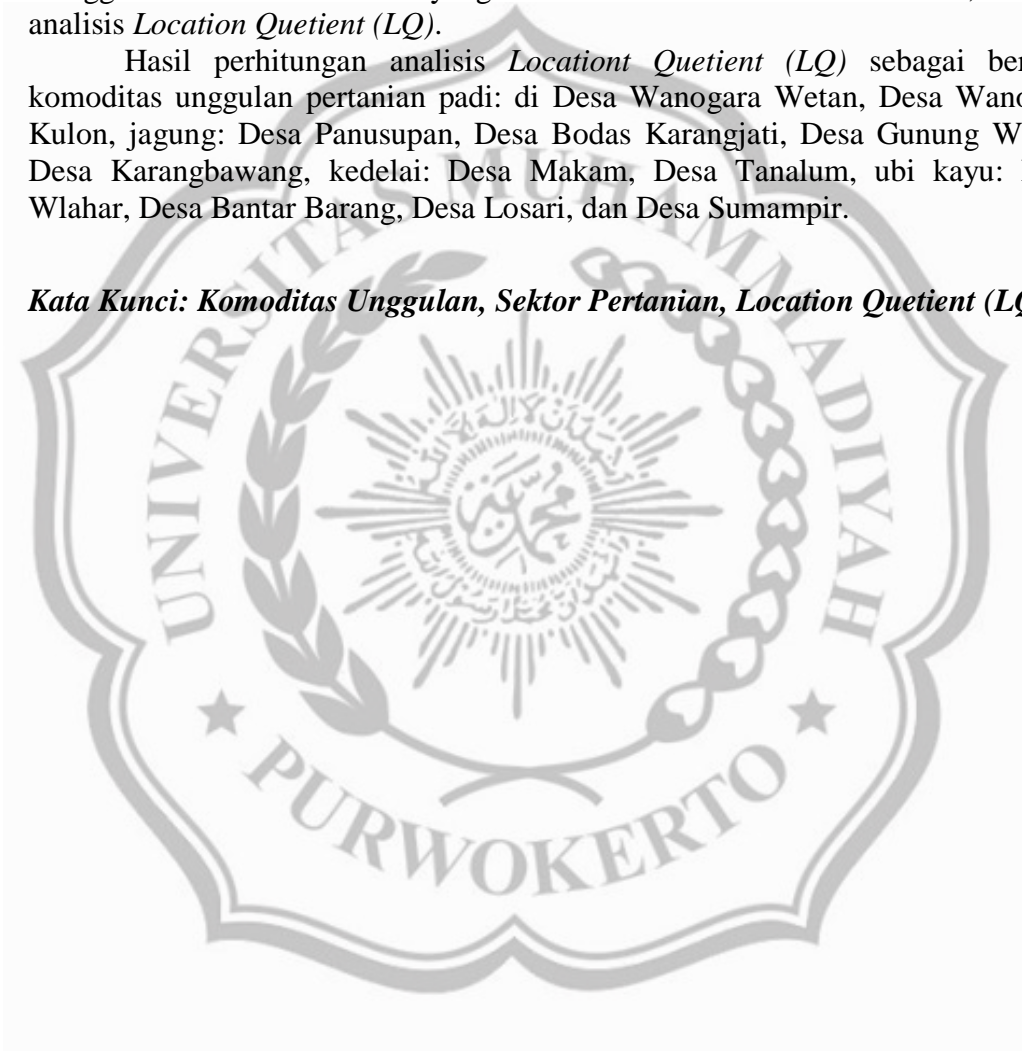 analisis Location Quetient (LQ).
Hasil perhitungan analisis Locationt Quetient (LQ) sebagai
komoditas unggulan pertanian padi: di Desa Wanogara Wetan, Desa
Kulon, jagung: Desa Panusupan, Desa Bodas Karangjati, Desa Gunung
Desa Karangbawang, kedelai: Desa Makam, Desa Tanalum, ubi kayu:
Wlahar, Desa Bantar Barang, Desa Losari, dan Desa Sumampir.
Kata Kunci: Komoditas Unggulan, Sektor Pertanian, Location Quetient (LQ
UNIVERSITAS MUHAMMADIYAH
PURWOKERTO